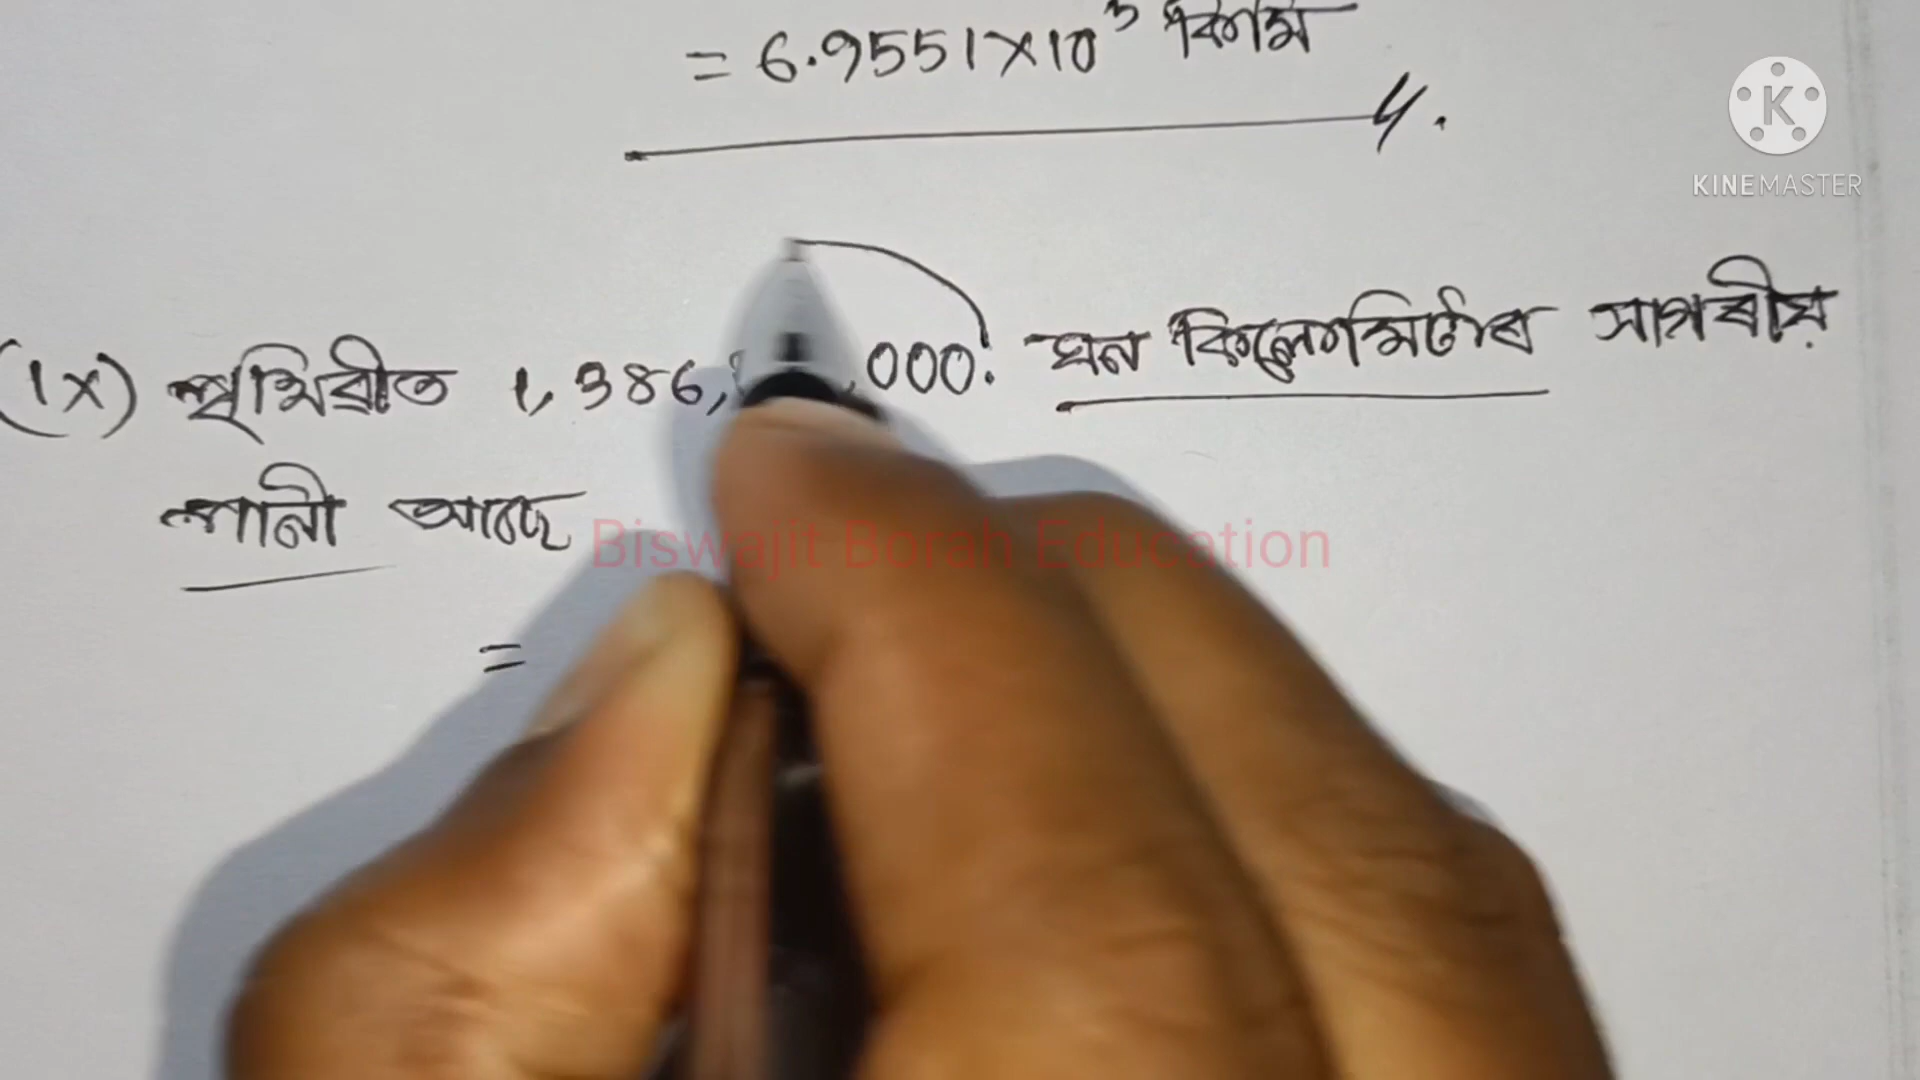 = 6.9551×10³ কিমি
KINEMASTER
(ix) পৃথিৱীত 1,386, ,000. ঘন কিলোমিটাৰ সাগৰীয়
পানী আছে
Biswajit Borah Education
=